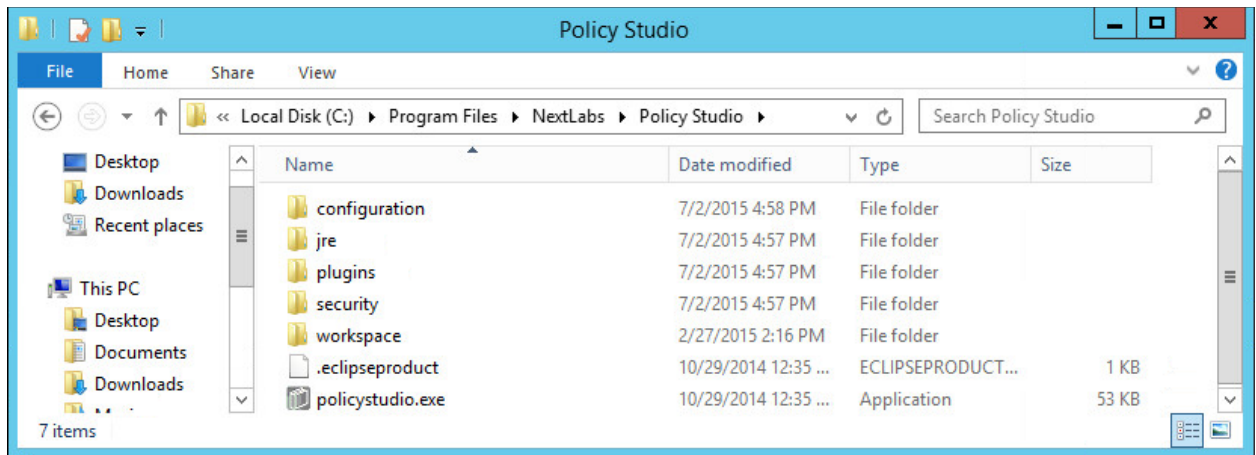 Policy Studio
File Home Share View
« Local Disk (C:) Program Files NextLabs Policy Studio Search Policy Studio
Desktop
Downloads
Recent places
This PC
Desktop
Documents
Downloads
Name Date modified Type Size
configuration 7/2/2015 4:58 PM File folder
jre 7/2/2015 4:57 PM File folder
plugins 7/2/2015 4:57 PM File folder
security 7/2/2015 4:57 PM File folder
workspace 2/27/2015 2:16 PM File folder
.eclipseproduct 10/29/2014 12:35 ... ECLIPSEPRODUCT... 1 KB
policystudio.exe 10/29/2014 12:35 ... Application 53 KB
7 items